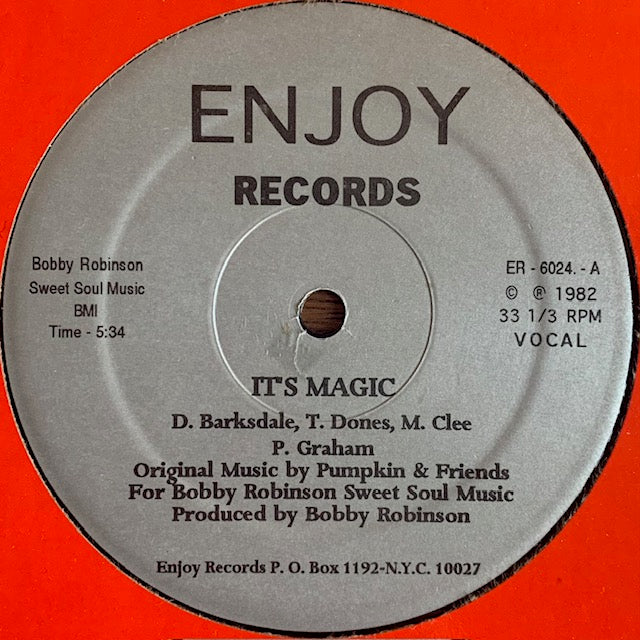 ENJOY
RECORDS
Bobby Robinson
Sweet Soul Music
BMI
Time - 5:34
ER - 6024. - A
© ℗ 1982
33 1/3 RPM
VOCAL
IT'S MAGIC
D. Barksdale, T. Dones, M. Clee
P. Graham
Original Music by Pumpkin & Friends
For Bobby Robinson Sweet Soul Music
Produced by Bobby Robinson
Enjoy Records P. O. Box 1192-N.Y.C. 10027